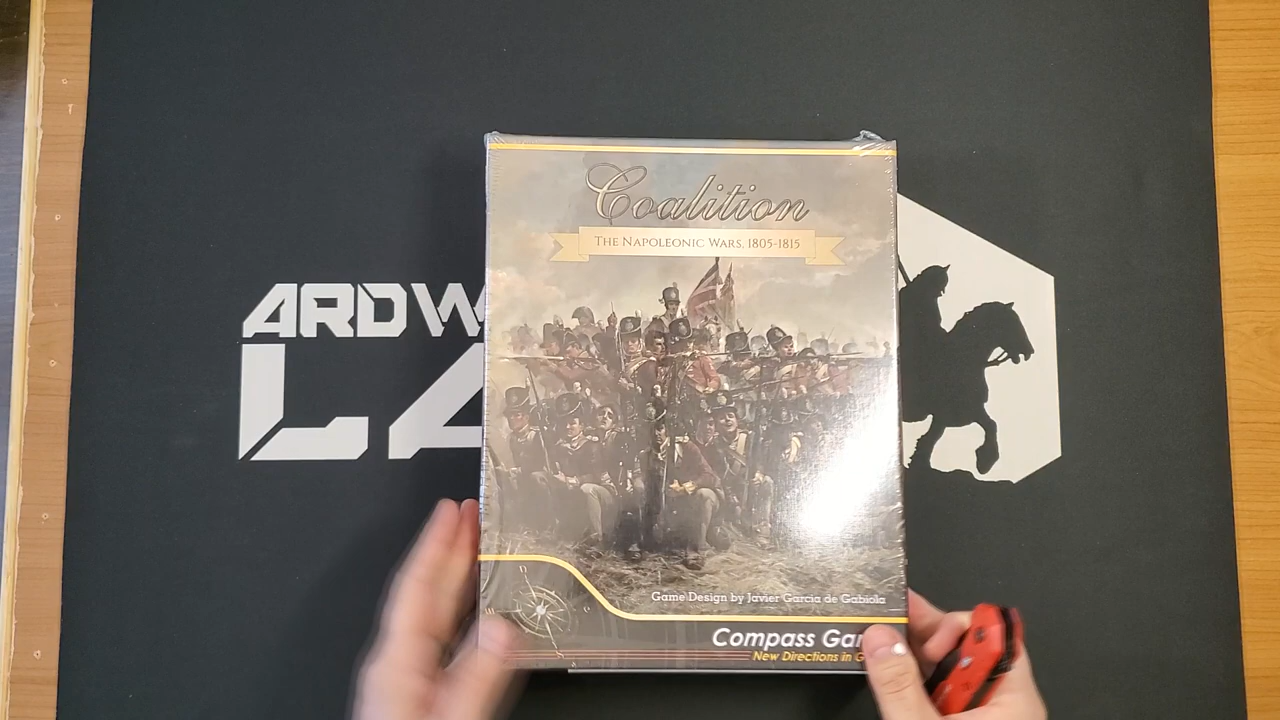 Coalition
The Napoleonic Wars, 1805-1815
ARDW
LA
Game Design by Javier Garcia de Gabiola
Compass Gam
New Directions in G